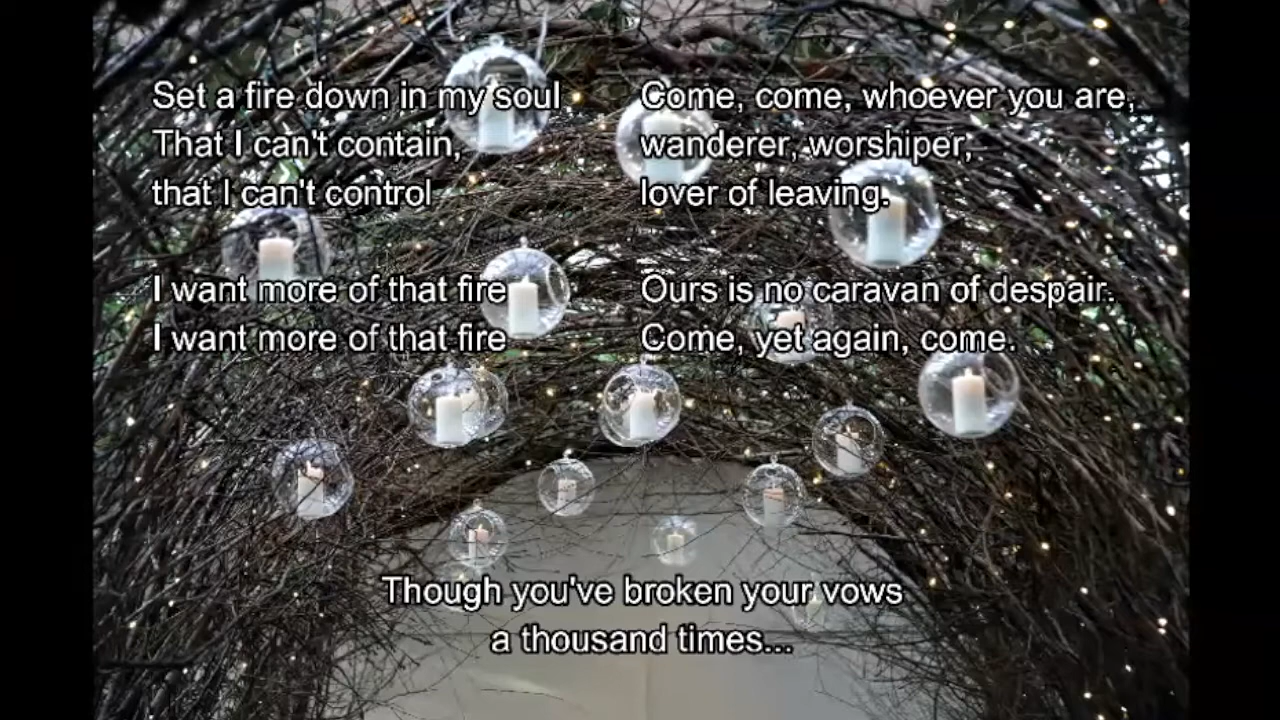 Set a fire down in my soul
That I can't contain,
that I can't control
I want more of that fire
I want more of that fire
Come, come, whoever you are,
wanderer, worshiper,
lover of leaving.
Ours is no caravan of despair.
Come, yet again, come.
Though you've broken your vows
a thousand times...